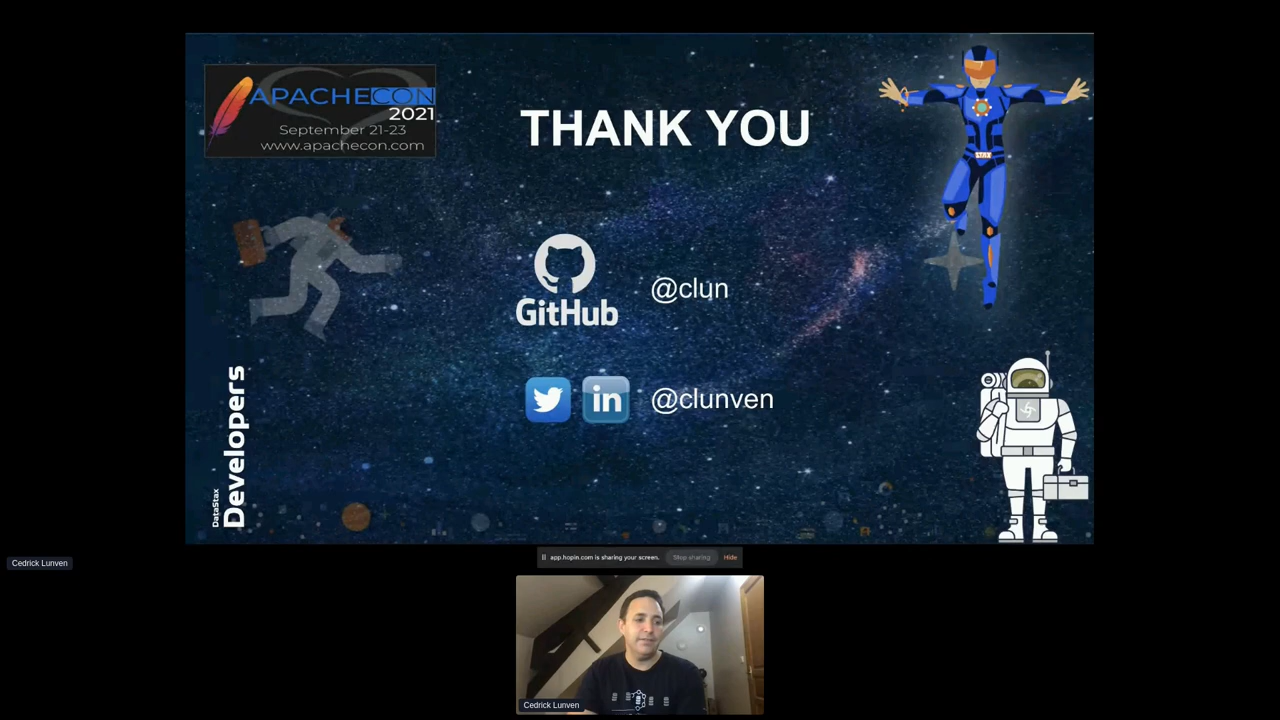 APACHECON
2021
September 21-23
www.apachecon.com
THANK YOU
GitHub
@clun
in
@clunven
DataStax
Developers
app.hopin.com is sharing your screen.
Stop sharing
Hide
Cedrick Lunven
Cedrick Lunven